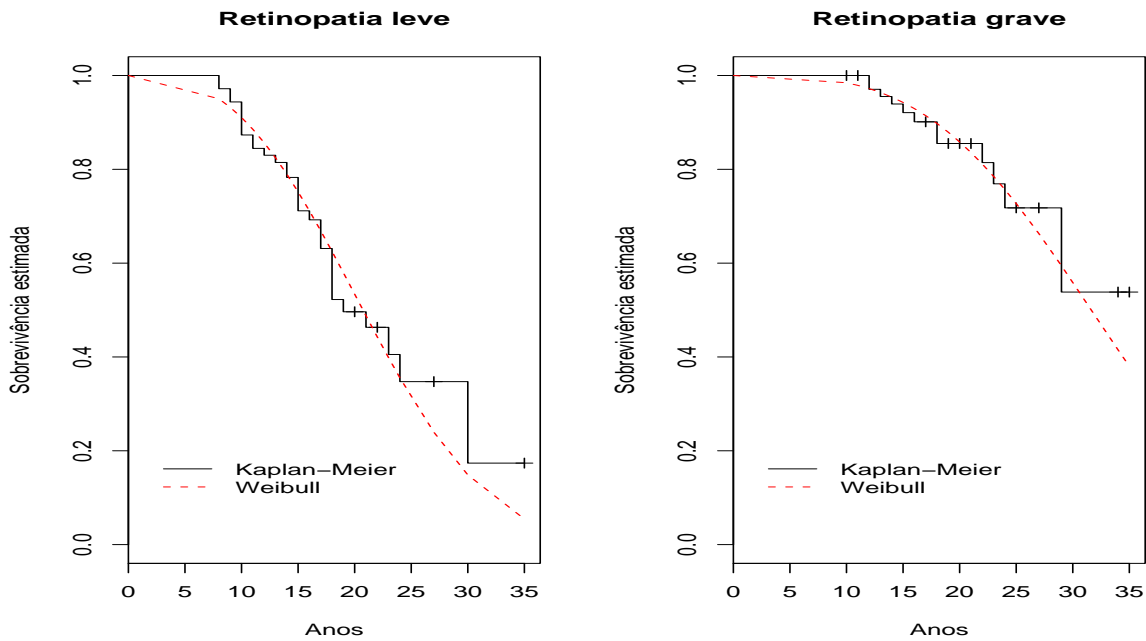 Retinopatia leve
Sobrevivência estimada
1.0
0.8
0.6
0.4
0.2
0.0
Kaplan−Meier
Weibull
0 5 10 15 20 25 30 35
Anos
Retinopatia grave
Sobrevivência estimada
1.0
0.8
0.6
0.4
0.2
0.0
Kaplan−Meier
Weibull
0 5 10 15 20 25 30 35
Anos